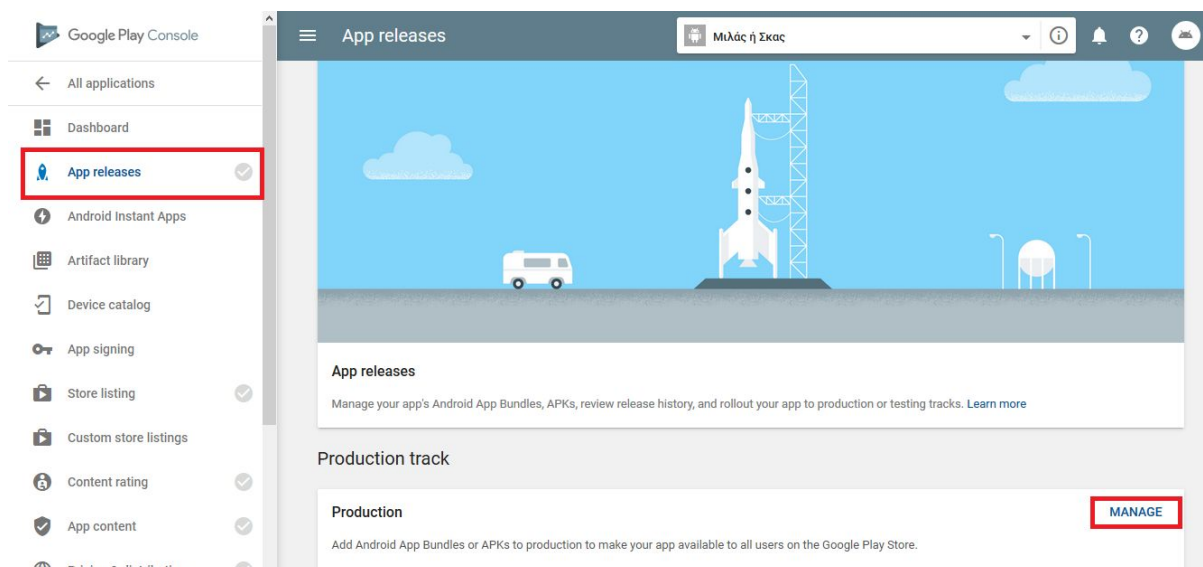 Google Play Console
All applications
Dashboard
App releases
Android Instant Apps
Artifact library
Device catalog
App signing
Store listing
Custom store listings
Content rating
App content
App releases
Μιλάς ή Σκας
App releases
Manage your app's Android App Bundles, APKs, review release history, and rollout your app to production or testing tracks. Learn more
Production track
Production
MANAGE
Add Android App Bundles or APKs to production to make your app available to all users on the Google Play Store.